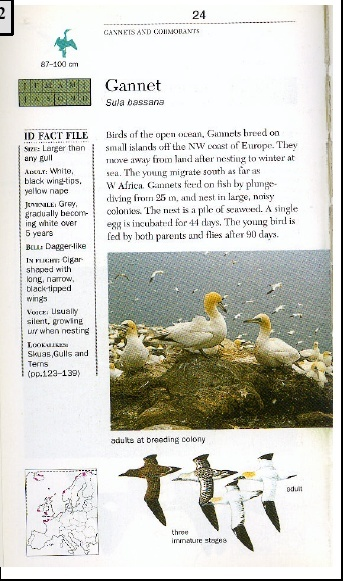 2
24
GANNETS AND CORMORANTS
87–100 cm
J F M A M J
J A S O N D
Gannet
Sula bassana
ID FACT FILE
SIZE: Larger than
any gull
ADULT: White,
black wing-tips,
yellow nape
JUVENILE: Grey,
gradually becom-
ing white over
5 years
BILL: Dagger-like
IN FLIGHT: Cigar-
shaped with
long, narrow,
black-tipped
wings
VOICE: Usually
silent, growling
urr when nesting
LOOKALIKES:
Skuas, Gulls and
Terns
(pp.123–139)
Birds of the open ocean, Gannets breed on
small islands off the NW coast of Europe. They
move away from land after nesting to winter at
sea. The young migrate south as far as
W Africa. Gannets feed on fish by plunge-
diving from 25 m, and nest in large, noisy
colonies. The nest is a pile of seaweed. A single
egg is incubated for 44 days. The young bird is
fed by both parents and flies after 90 days.
adults at breeding colony
adult
three
immature stages